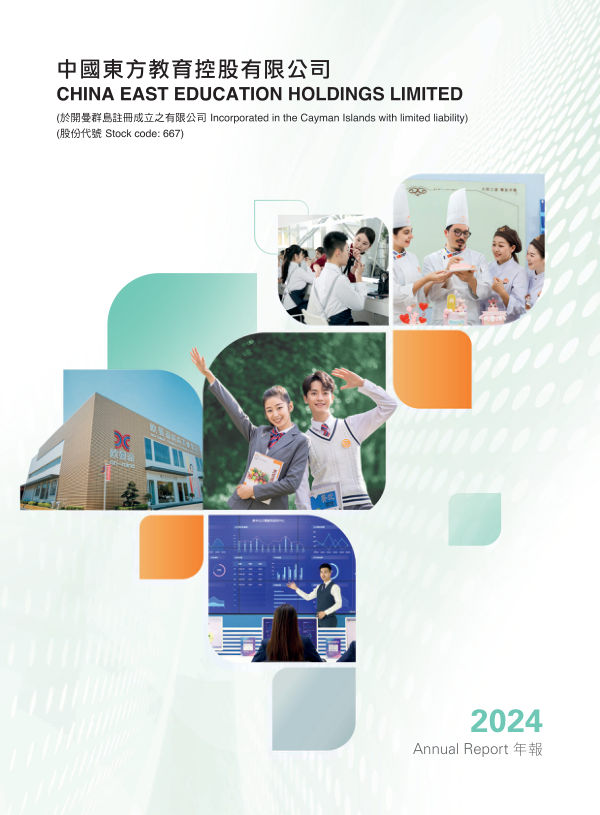 中國東方教育控股有限公司
CHINA EAST EDUCATION HOLDINGS LIMITED
(於開曼群島註冊成立之有限公司 Incorporated in the Cayman Islands with limited liability)
(股份代號 Stock code: 667)
2024
Annual Report 年報